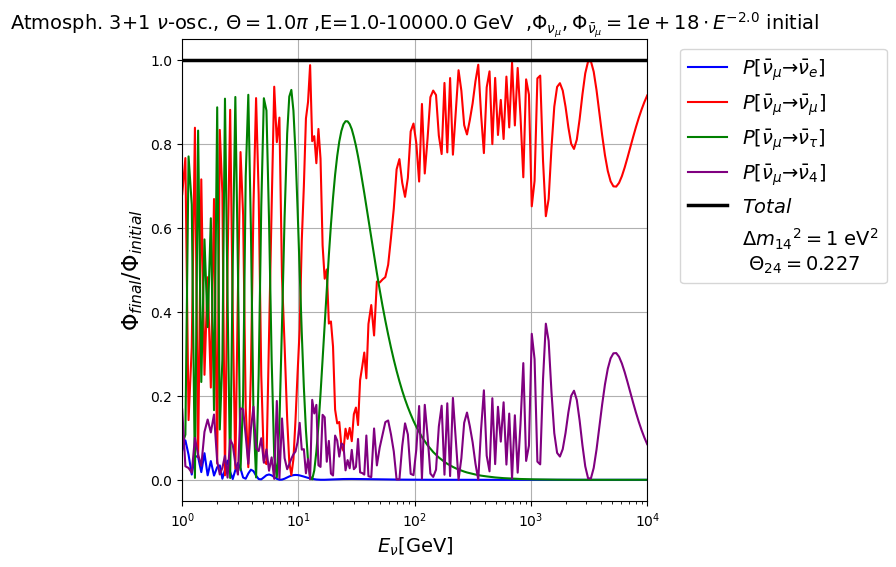 Atmosph. 3+1 ν-osc., Θ = 1.0π ,E=1.0-10000.0 GeV  ,Φ_{ν_μ}, Φ_{ν̄_μ} = 1e + 18 · E^{−2.0} initial
1.0
0.8
0.6
0.4
0.2
0.0
Φ_{final}/Φ_{initial}
10^0
10^1
10^2
10^3
10^4
E_ν[GeV]
P[ν̄_μ→ν̄_e]
P[ν̄_μ→ν̄_μ]
P[ν̄_μ→ν̄_τ]
P[ν̄_μ→ν̄_4]
Total
Δm_{14}^2 = 1 eV^2
Θ_{24} = 0.227